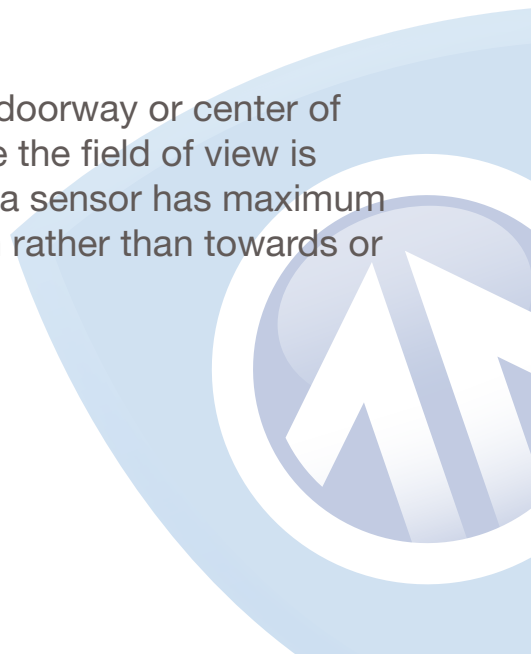 doorway or center of
e the field of view is
a sensor has maximum
rather than towards or